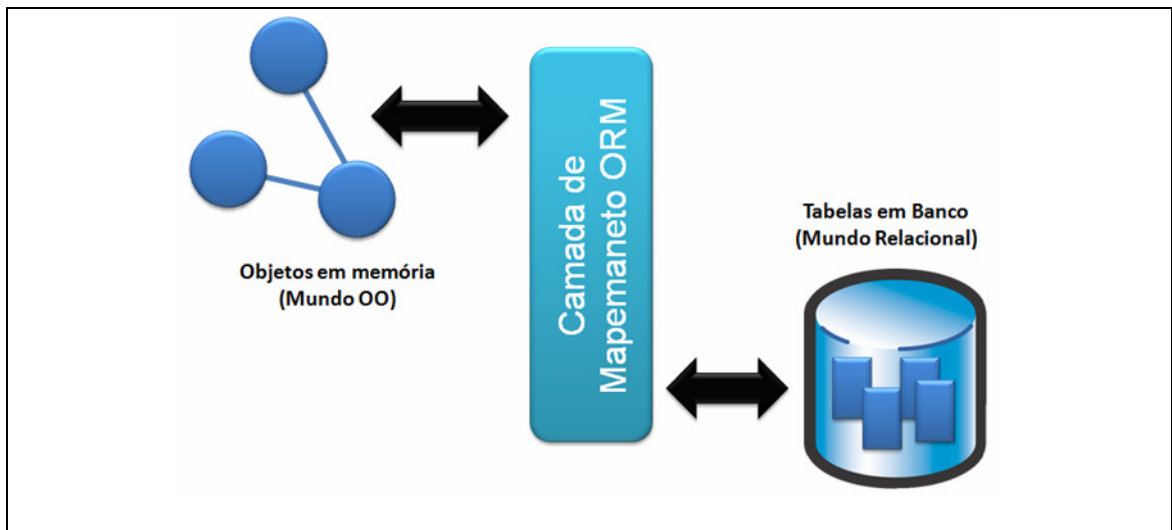 Objetos em memória
(Mundo OO)
Camada de
Mapemaneto ORM
Tabelas em Banco
(Mundo Relacional)